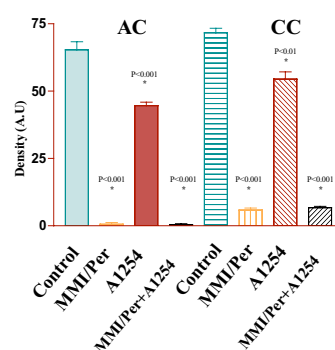 AC
CC
Density (A.U)
75
50
25
0
P<0.001
*
P<0.001
*
P<0.001
*
P<0.001
*
P<0.01
*
P<0.001
*
Control
MMI/Per
A1254
MMI/Per+A1254
Control
MMI/Per
A1254
MMI/Per+A1254